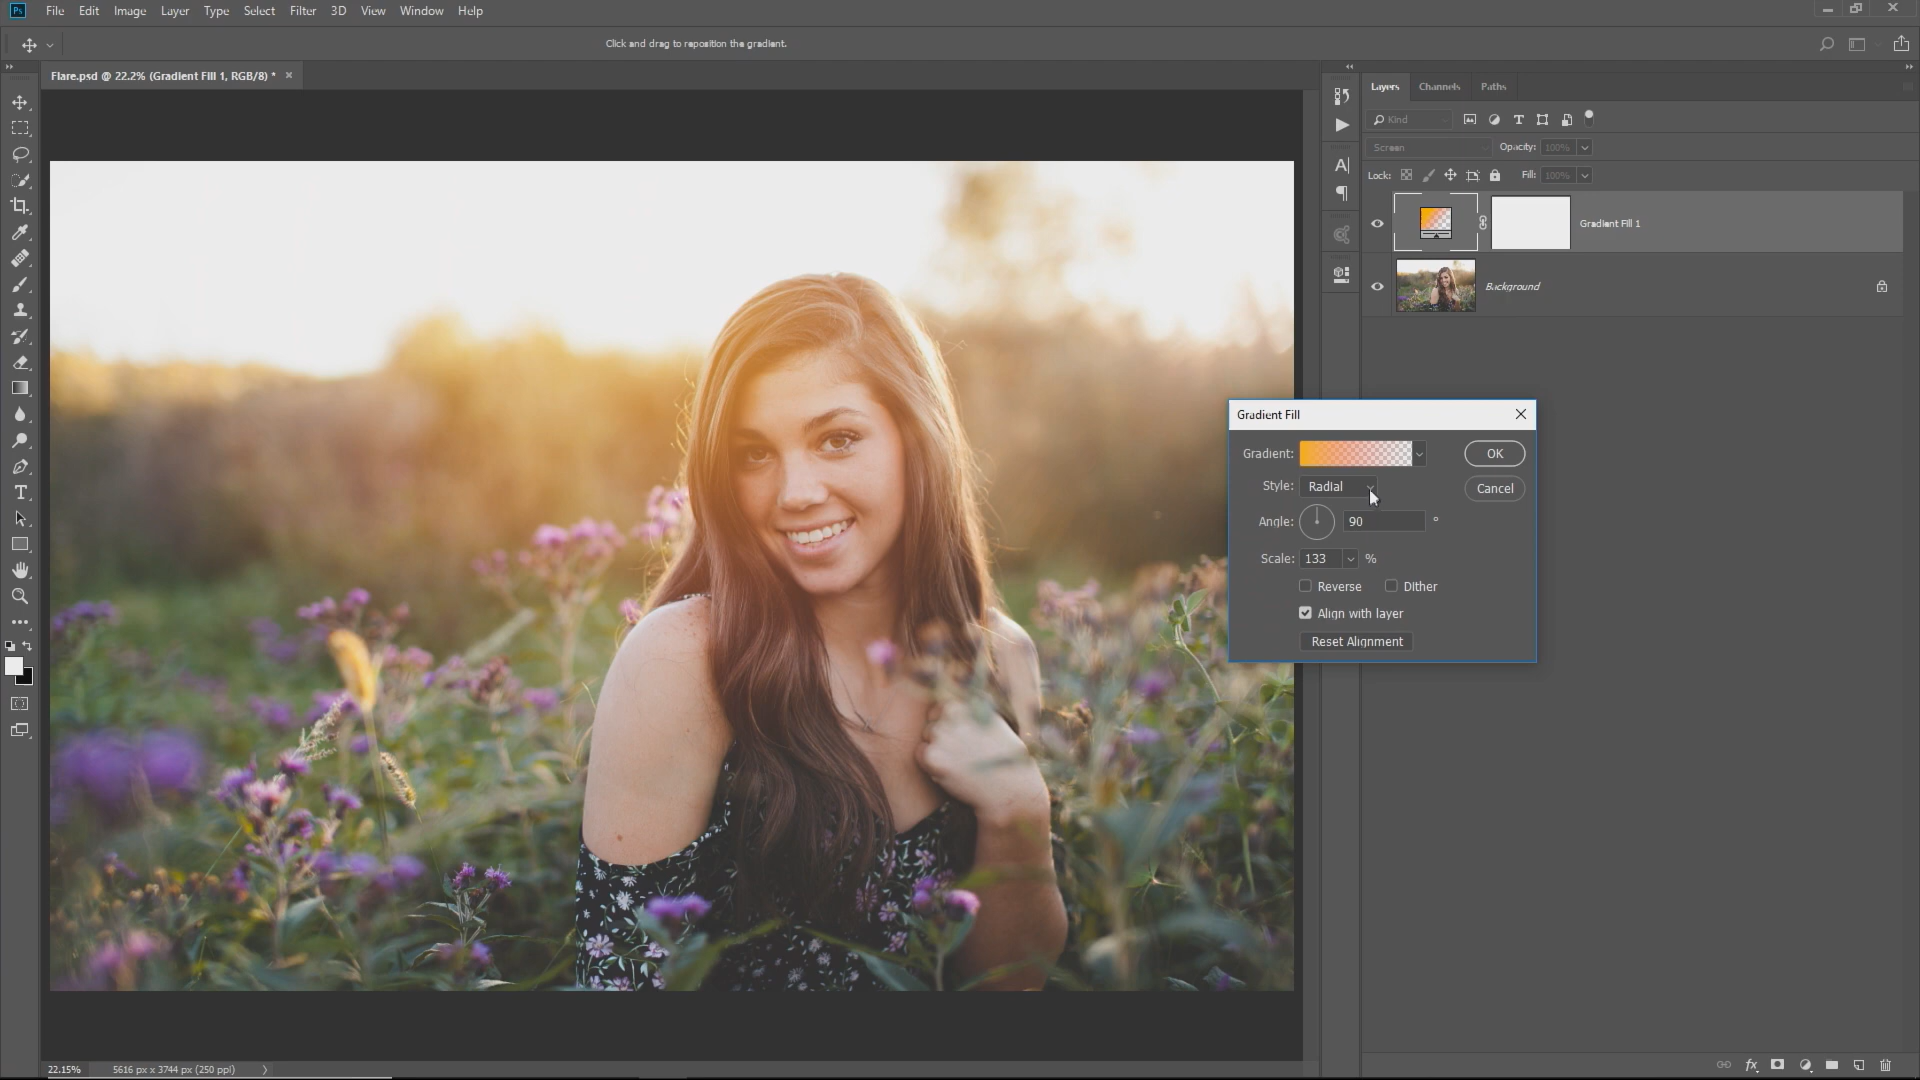 Ps File Edit Image Layer Type Select Filter 3D View Window Help
Click and drag to reposition the gradient.
Flare.psd @ 22.2% (Gradient Fill 1, RGB/8) *
Layers Channels Paths
Kind
Screen Opacity: 100%
Lock: Fill: 100%
Gradient Fill 1
Background
Gradient Fill
Gradient: OK
Style: Radial Cancel
Angle: 90 °
Scale: 133 %
Reverse Dither
Align with layer
Reset Alignment
22.15% 5616 px x 3744 px (250 ppi)